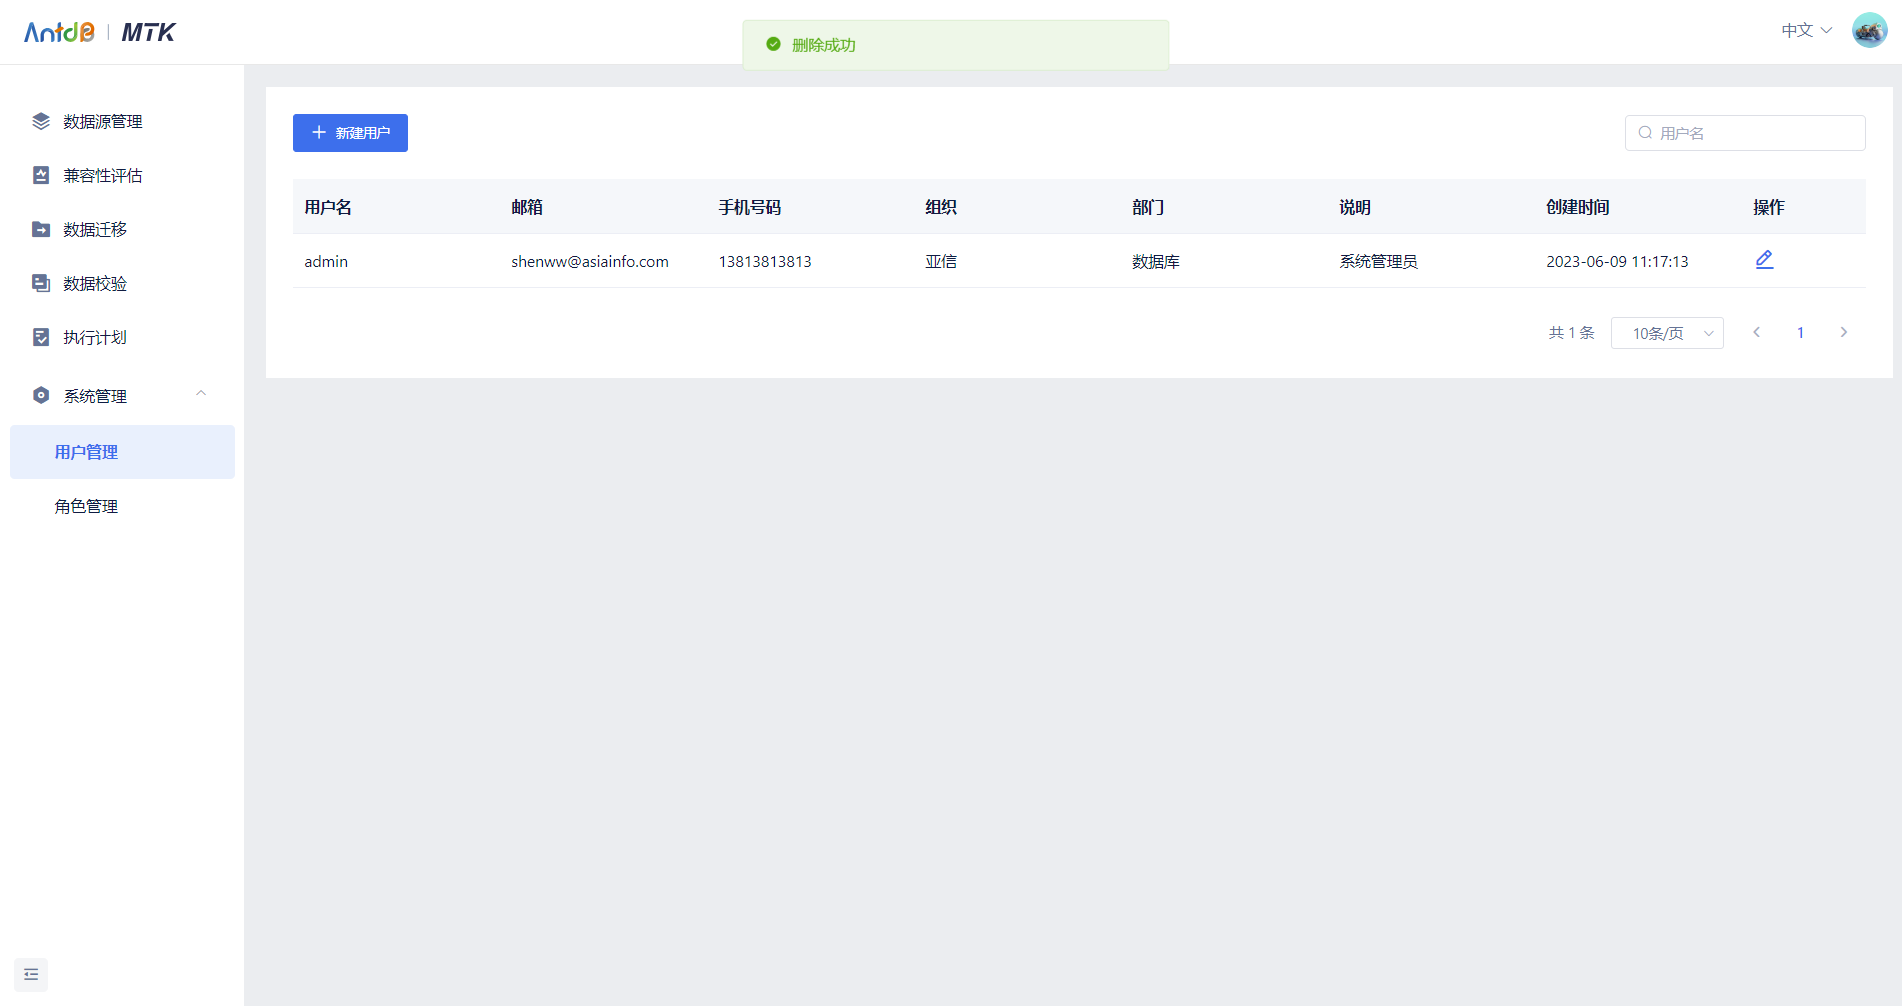 AntdB | MTK
删除成功
中文
数据源管理
兼容性评估
数据迁移
数据校验
执行计划
系统管理
用户管理
角色管理
新建用户
用户名
用户名 邮箱 手机号码 组织 部门 说明 创建时间 操作
admin shenww@asiainfo.com 13813813813 亚信 数据库 系统管理员 2023-06-09 11:17:13
共 1 条 10条/页 1